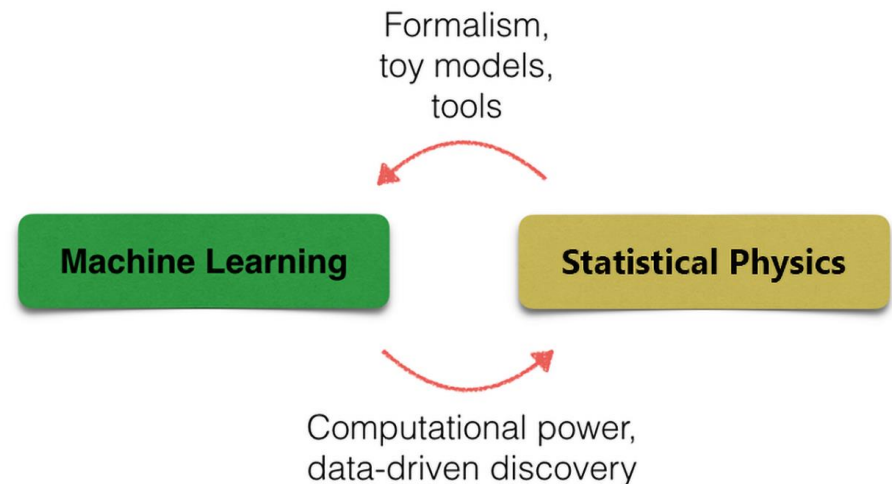 Formalism,
toy models,
tools
Machine Learning
Statistical Physics
Computational power,
data-driven discovery